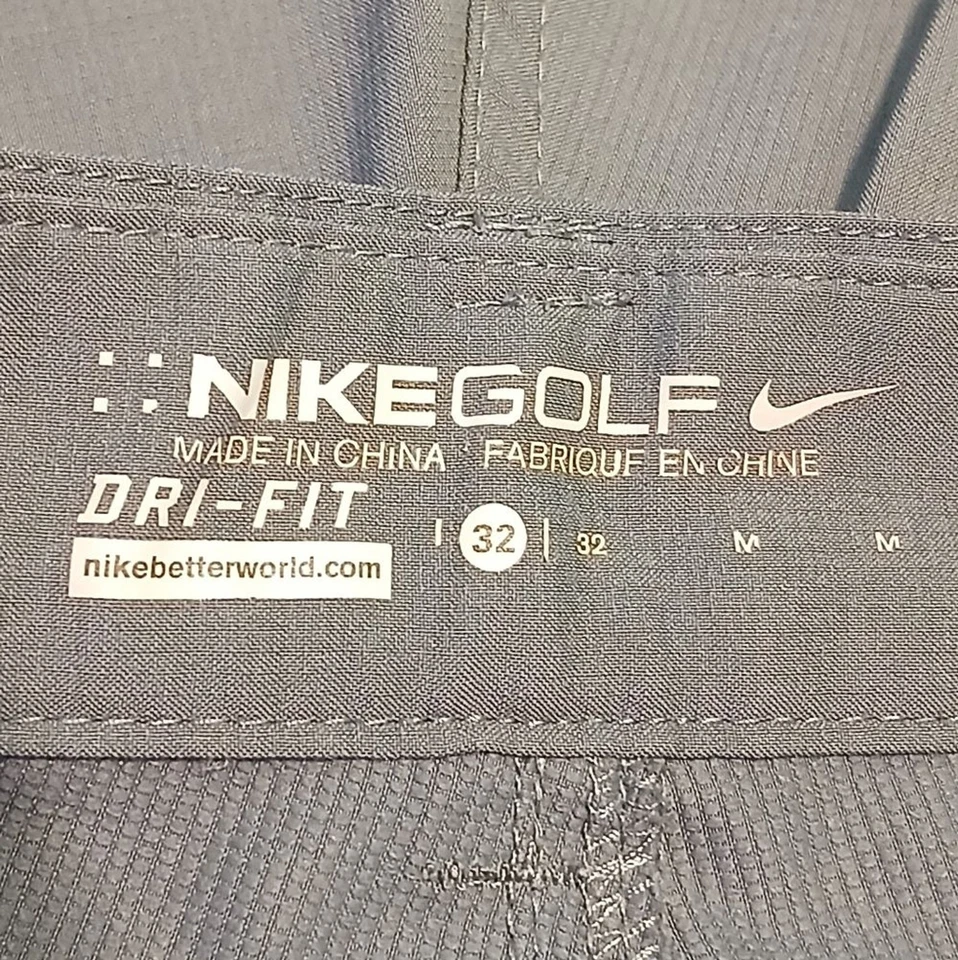 NIKEGOLF
MADE IN CHINA FABRIQUE EN CHINE
DRI-FIT
32 32 M M
nikebetterworld.com